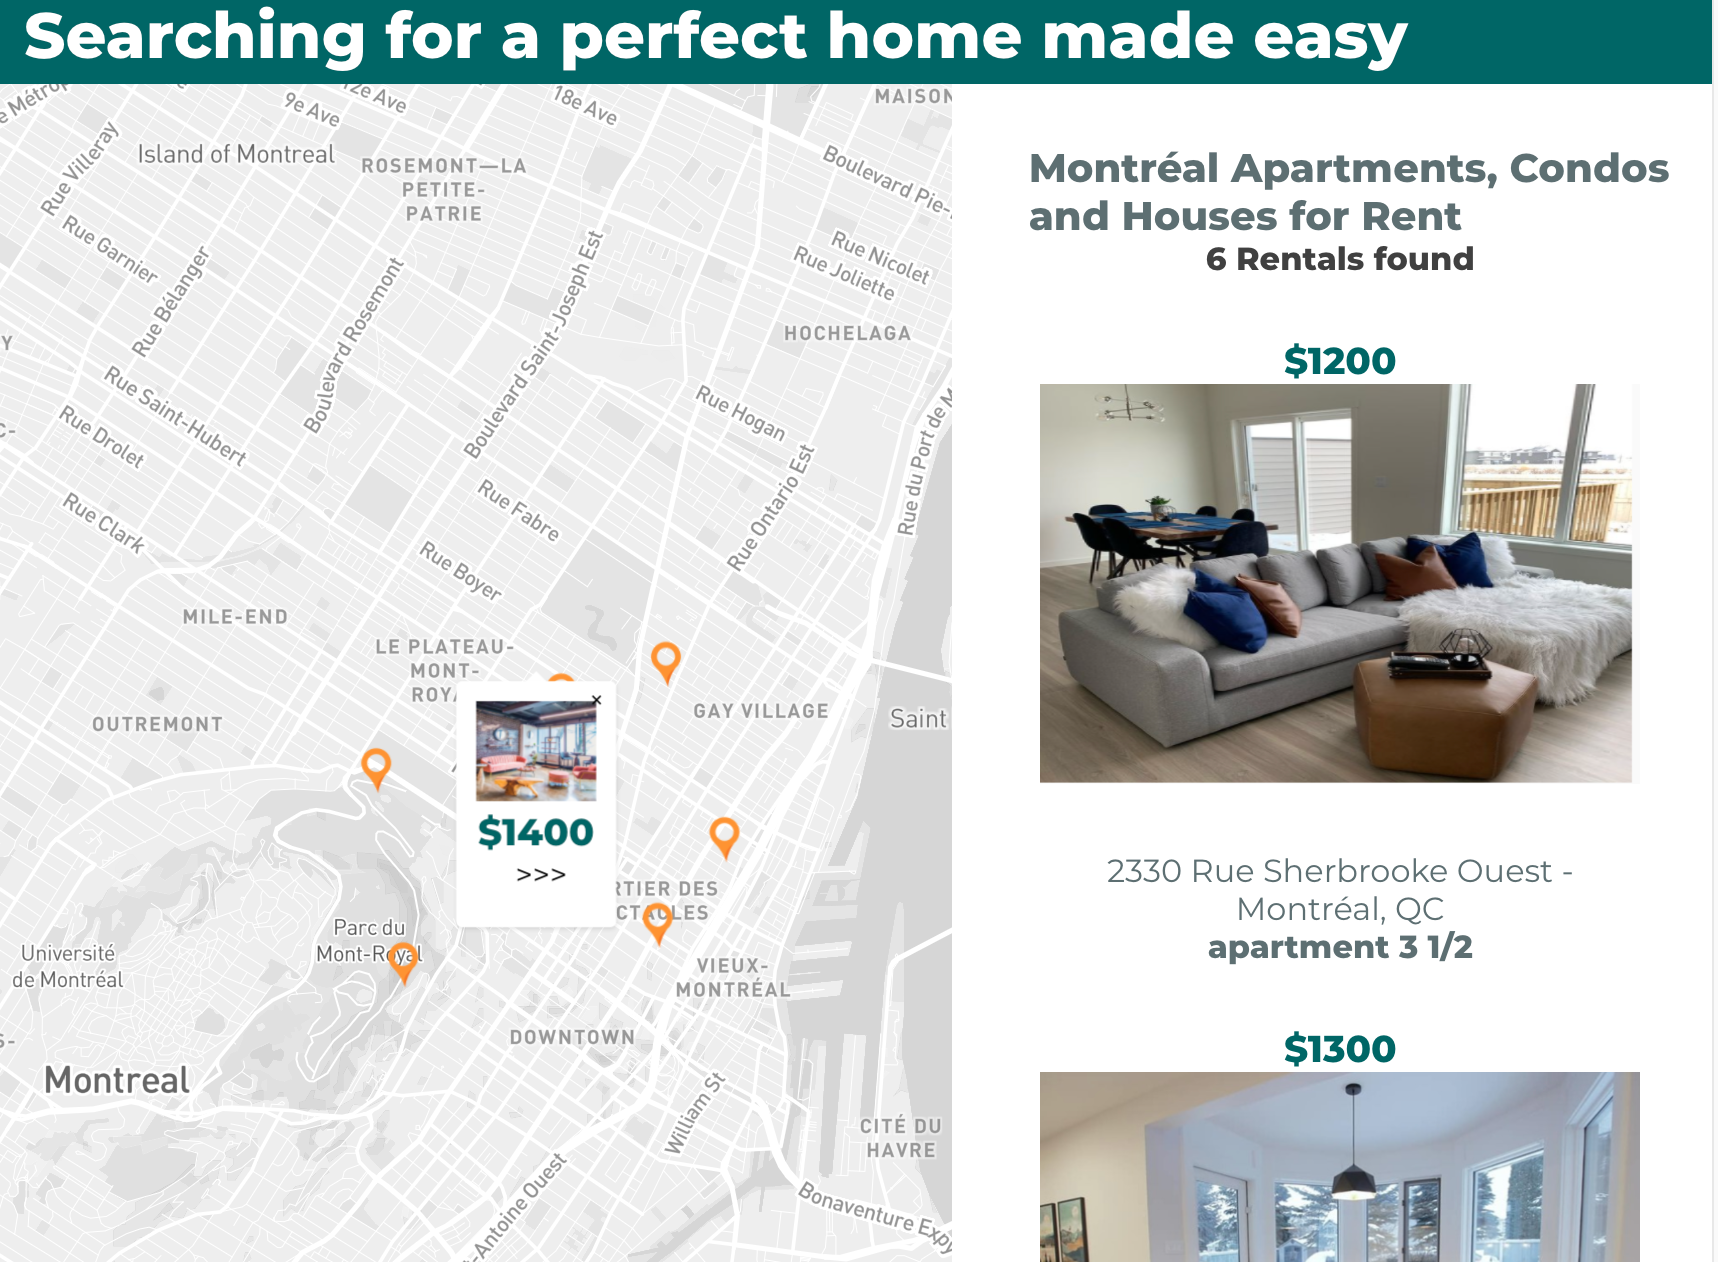 Searching for a perfect home made easy
12e Ave
18e Ave
MAISON
9e Ave
Rue Villeray
Island of Montreal
ROSEMONT—LA
PETITE-
PATRIE
Boulevard Pie-
Rue Garnier
Rue Bélanger
Boulevard Rosemont
Boulevard Saint-Joseph Est
Rue Nicolet
Rue Joliette
HOCHELAGA
Y
Rue Saint-Hubert
Rue Hogan
Rue Drolet
C-
Rue Ontario Est
Rue du Port de M
Rue Clark
Rue Fabre
Rue Boyer
MILE-END
LE PLATEAU-
MONT-
ROYA
OUTREMONT
GAY VILLAGE
Saint
×
$1400
>>>
RTIER DES
CTACLES
Parc du
Mont-Royal
Université
de Montréal
VIEUX-
MONTRÉAL
DOWNTOWN
S-
Montreal
William St
CITÉ DU
HAVRE
-Antoine Ouest
Bonaventure Expy
Montréal Apartments, Condos
and Houses for Rent
6 Rentals found
$1200
2330 Rue Sherbrooke Ouest -
Montréal, QC
apartment 3 1/2
$1300